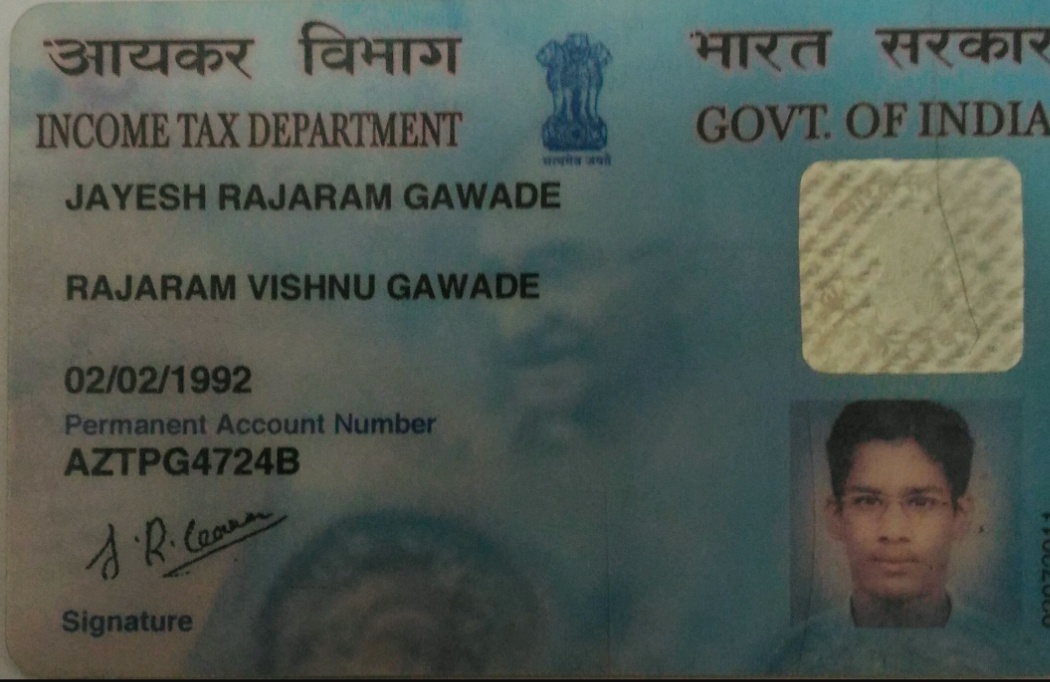 आयकर विभाग
भारत सरकार
INCOME TAX DEPARTMENT
GOVT. OF INDIA
सत्यमेव जयते
JAYESH RAJARAM GAWADE
RAJARAM VISHNU GAWADE
02/02/1992
Permanent Account Number
AZTPG4724B
Signature